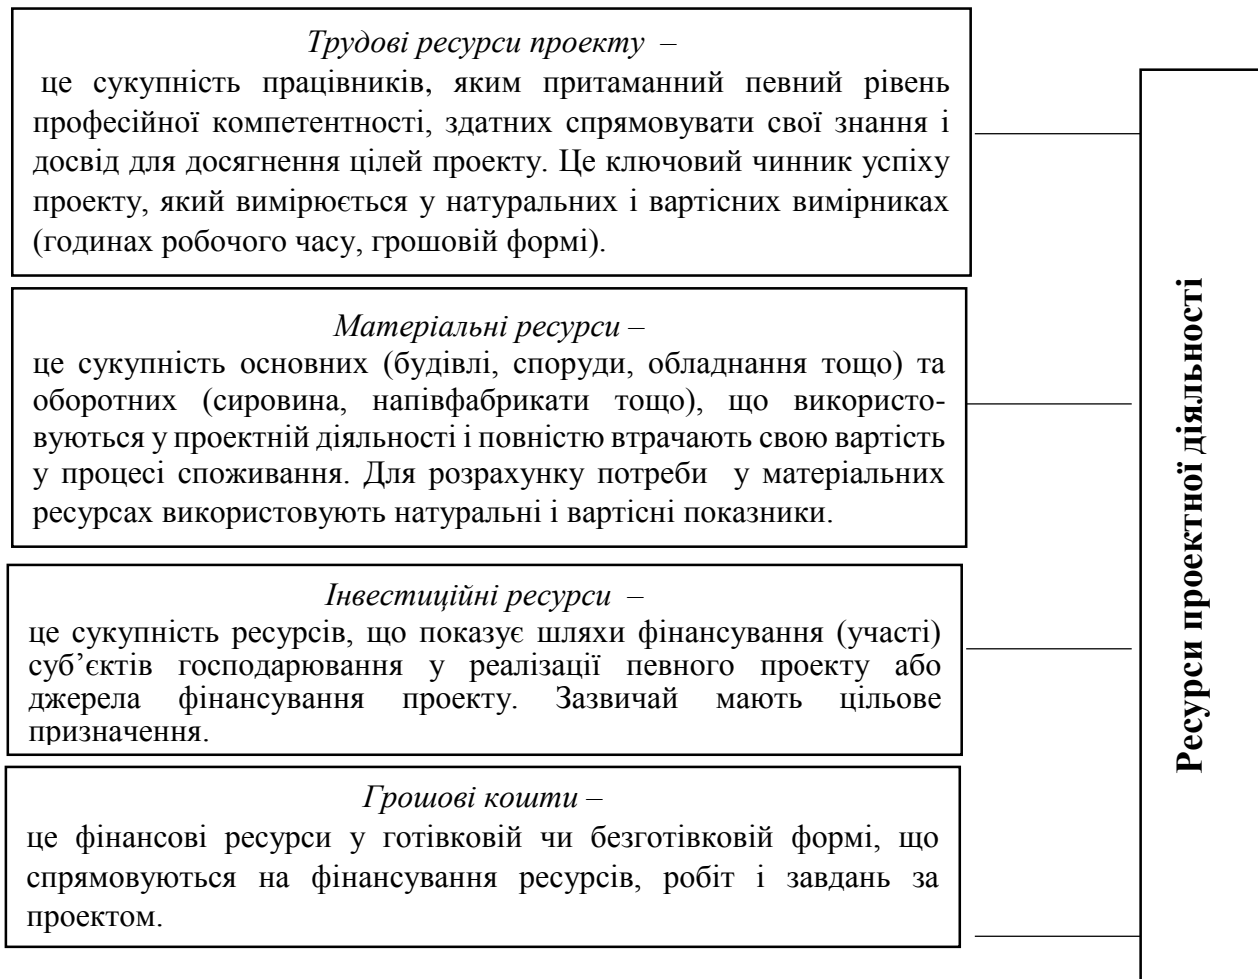 Трудові ресурси проекту –
це сукупність працівників, яким притаманний певний рівень
професійної компетентності, здатних спрямовувати свої знання і
досвід для досягнення цілей проекту. Це ключовий чинник успіху
проекту, який вимірюється у натуральних і вартісних вимірниках
(годинах робочого часу, грошовій формі).
Матеріальні ресурси –
це сукупність основних (будівлі, споруди, обладнання тощо) та
оборотних (сировина, напівфабрикати тощо), що використо-
вуються у проектній діяльності і повністю втрачають свою вартість
у процесі споживання. Для розрахунку потреби у матеріальних
ресурсах використовують натуральні і вартісні показники.
Інвестиційні ресурси –
це сукупність ресурсів, що показує шляхи фінансування (участі)
суб’єктів господарювання у реалізації певного проекту або
джерела фінансування проекту. Зазвичай мають цільове
призначення.
Грошові кошти –
це фінансові ресурси у готівковій чи безготівковій формі, що
спрямовуються на фінансування ресурсів, робіт і завдань за
проектом.
Ресурси проектної діяльності